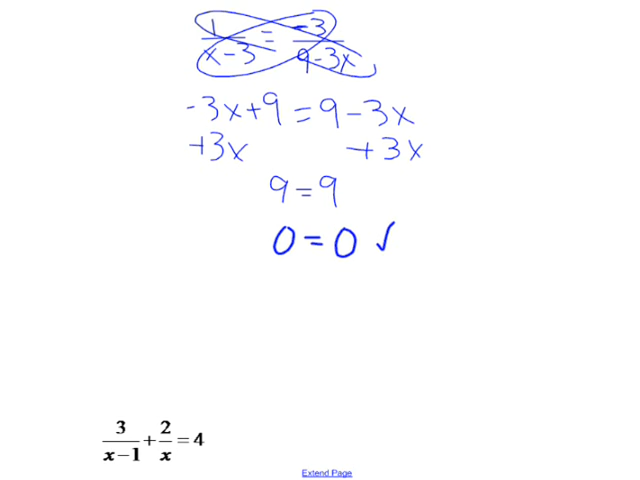 1/(x-3) = -3/(9-3x)
-3x+9 = 9-3x
+3x +3x
9=9
0=0 ✓
3/(x-1) + 2/x = 4
Extend Page